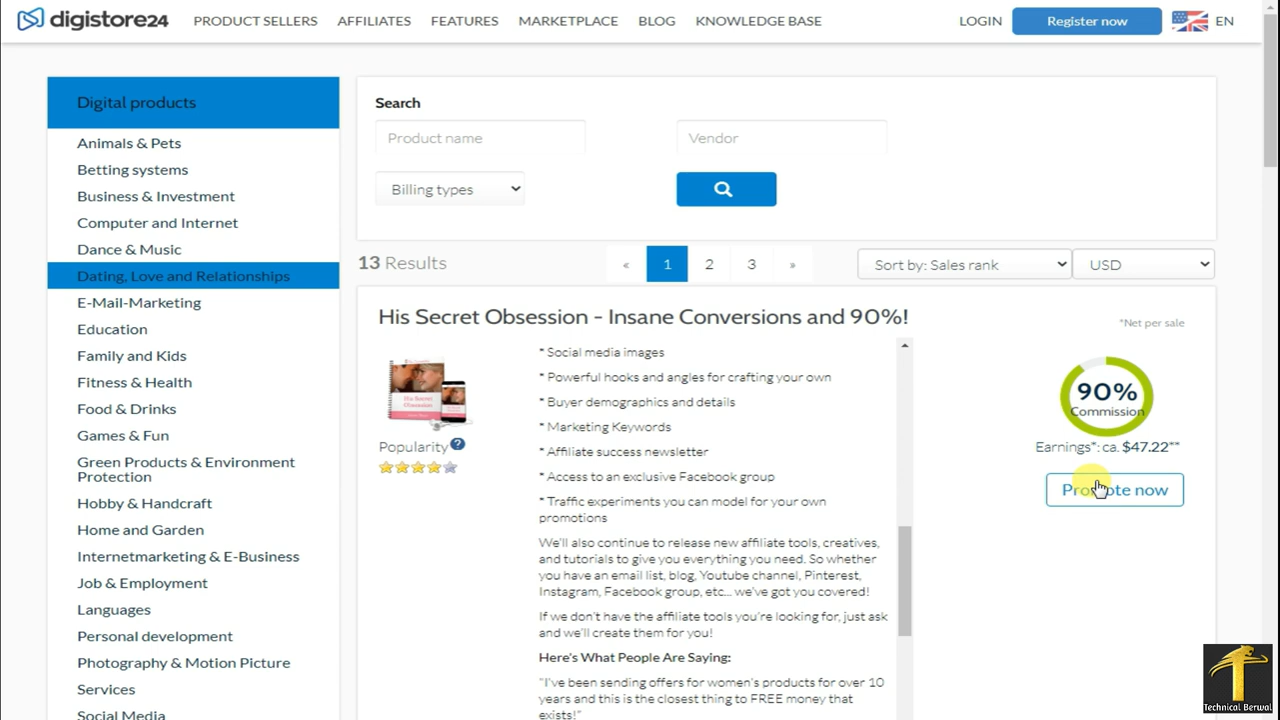 digistore24 PRODUCT SELLERS AFFILIATES FEATURES MARKETPLACE BLOG KNOWLEDGE BASE LOGIN Register now EN
Digital products
Animals & Pets
Betting systems
Business & Investment
Computer and Internet
Dance & Music
Dating, Love and Relationships
E-Mail-Marketing
Education
Family and Kids
Fitness & Health
Food & Drinks
Games & Fun
Green Products & Environment
Protection
Hobby & Handcraft
Home and Garden
Internetmarketing & E-Business
Job & Employment
Languages
Personal development
Photography & Motion Picture
Services
Social Media
Search
Product name Vendor
Billing types
13 Results « 1 2 3 » Sort by: Sales rank USD
His Secret Obsession - Insane Conversions and 90%!
*Net per sale
His Secret
Obsession
Popularity ?
* Social media images
* Powerful hooks and angles for crafting your own
* Buyer demographics and details
* Marketing Keywords
* Affiliate success newsletter
* Access to an exclusive Facebook group
* Traffic experiments you can model for your own
promotions
We'll also continue to release new affiliate tools, creatives,
and tutorials to give you everything you need. So whether
you have an email list, blog, Youtube channel, Pinterest,
Instagram, Facebook group, etc... we've got you covered!
If we don't have the affiliate tools you're looking for, just ask
and we'll create them for you!
Here's What People Are Saying:
"I've been sending offers for women's products for over 10
years and this is the closest thing to FREE money that
exists!"
90%
Commission
Earnings*: ca. $47.22**
Promote now
Technical Berwal